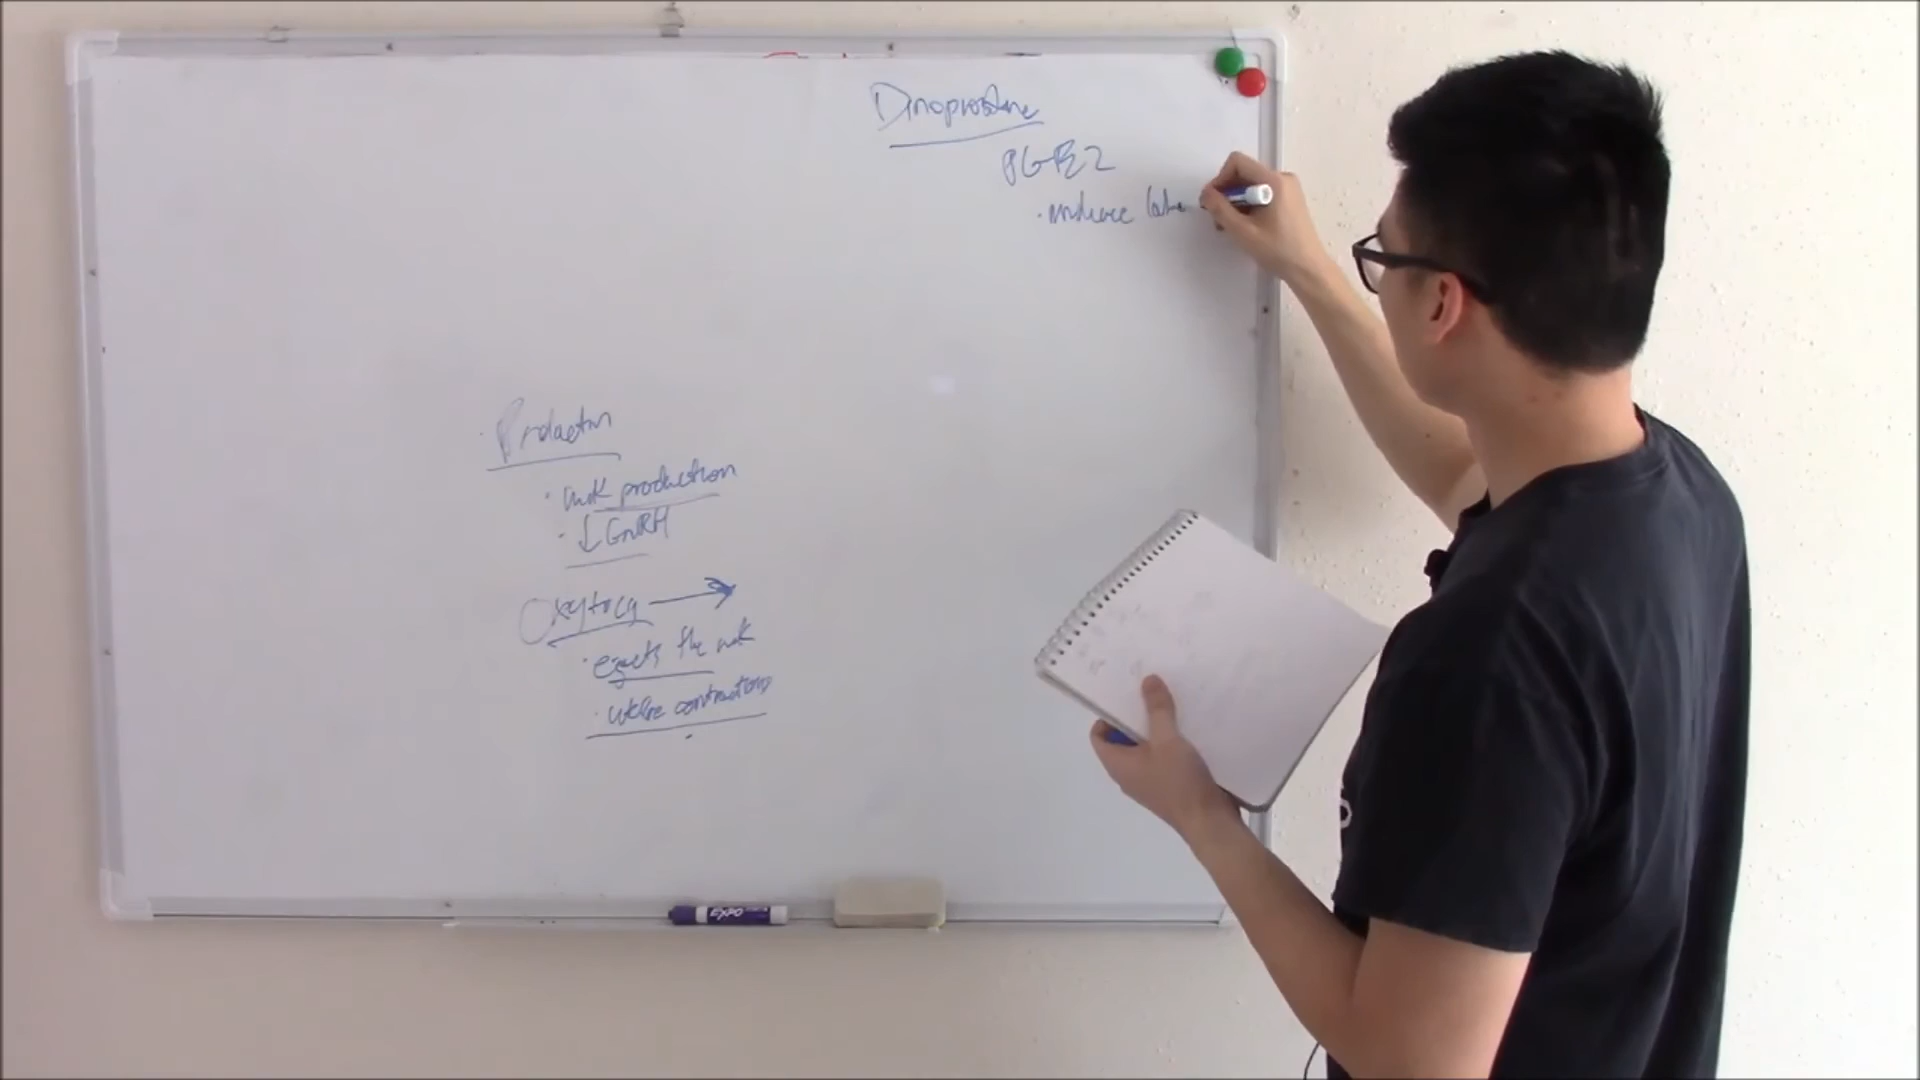 Dinoprostone
PGE2
· induce labo
· Prolactin
· milk production
· ↓ GnRH
Oxytocin →
· ejects the milk
· uterine contractions
EXPO